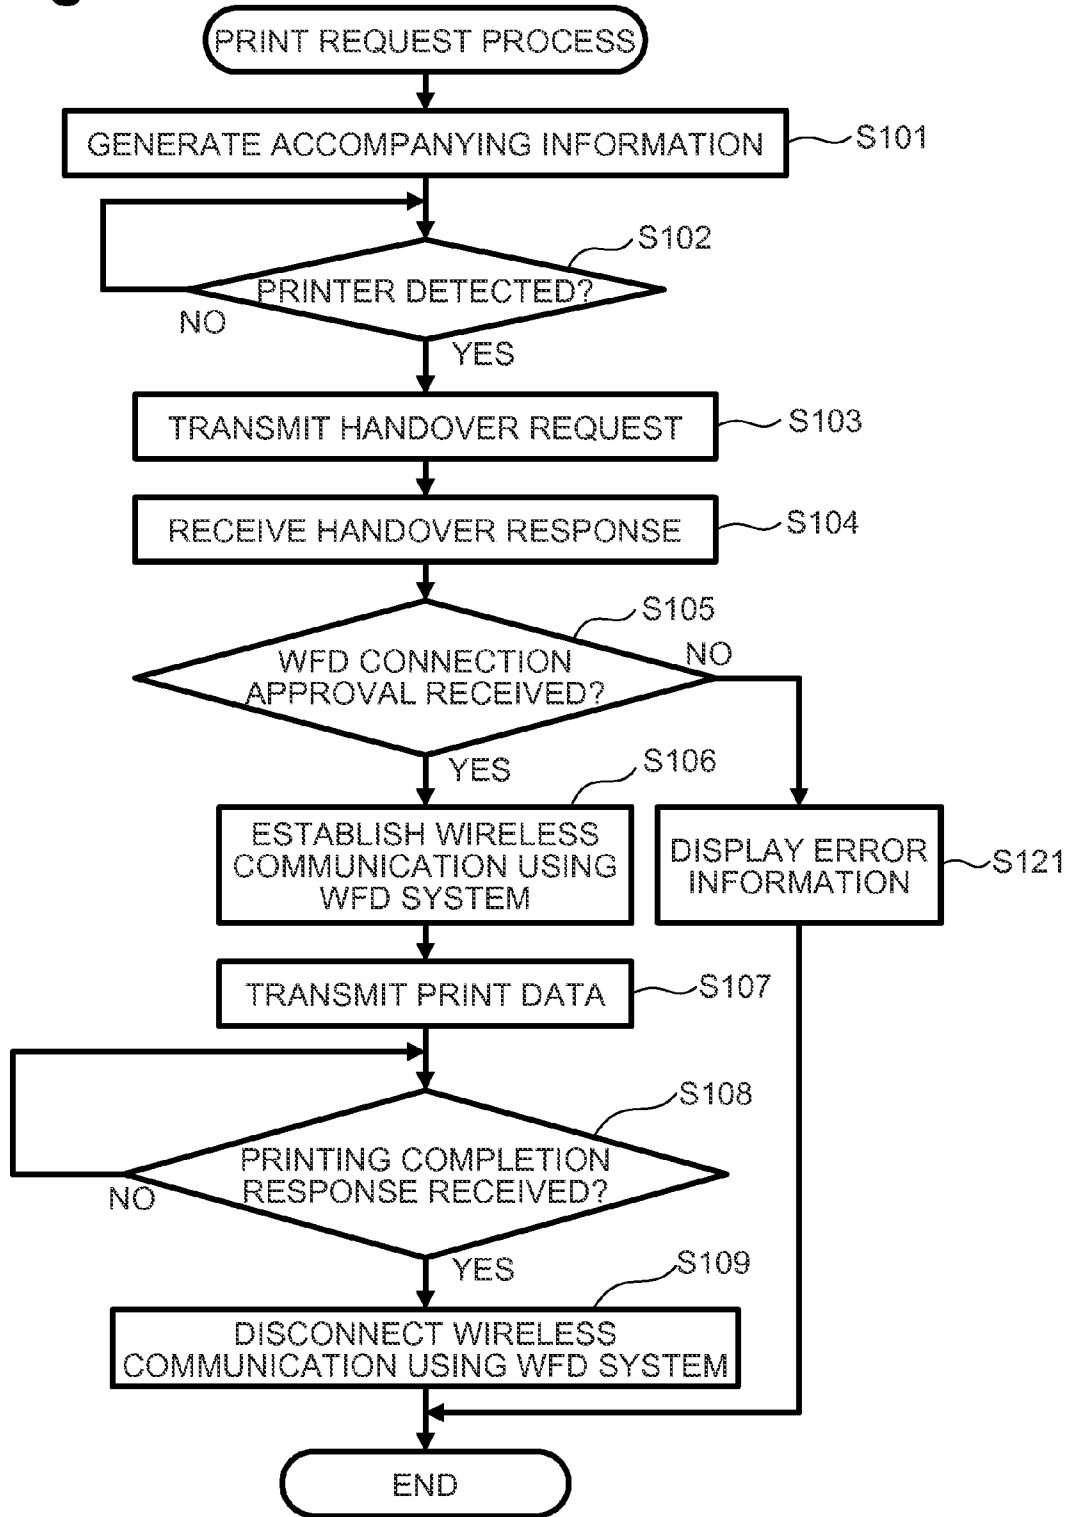 PRINT REQUEST PROCESS
GENERATE ACCOMPANYING INFORMATION
S101
S102
PRINTER DETECTED?
NO
YES
TRANSMIT HANDOVER REQUEST
S103
RECEIVE HANDOVER RESPONSE
S104
S105
WFD CONNECTION
APPROVAL RECEIVED?
NO
YES
S106
ESTABLISH WIRELESS
COMMUNICATION USING
WFD SYSTEM
DISPLAY ERROR
INFORMATION
S121
TRANSMIT PRINT DATA
S107
S108
PRINTING COMPLETION
RESPONSE RECEIVED?
NO
YES
S109
DISCONNECT WIRELESS
COMMUNICATION USING WFD SYSTEM
END